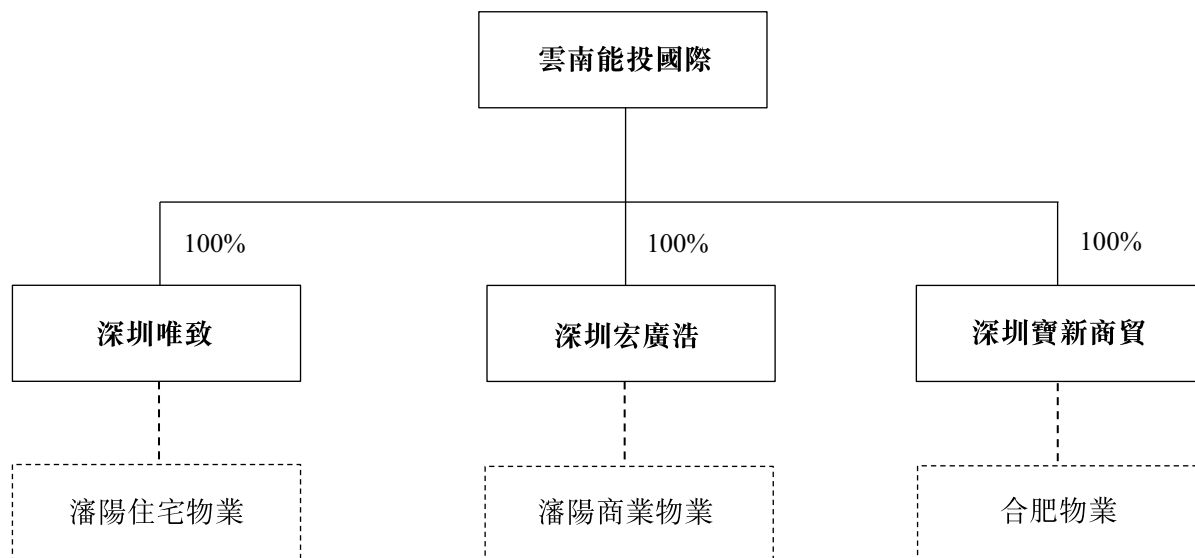 雲南能投國際
100%
100%
100%
深圳唯致
深圳宏廣浩
深圳寶新商貿
瀋陽住宅物業
瀋陽商業物業
合肥物業